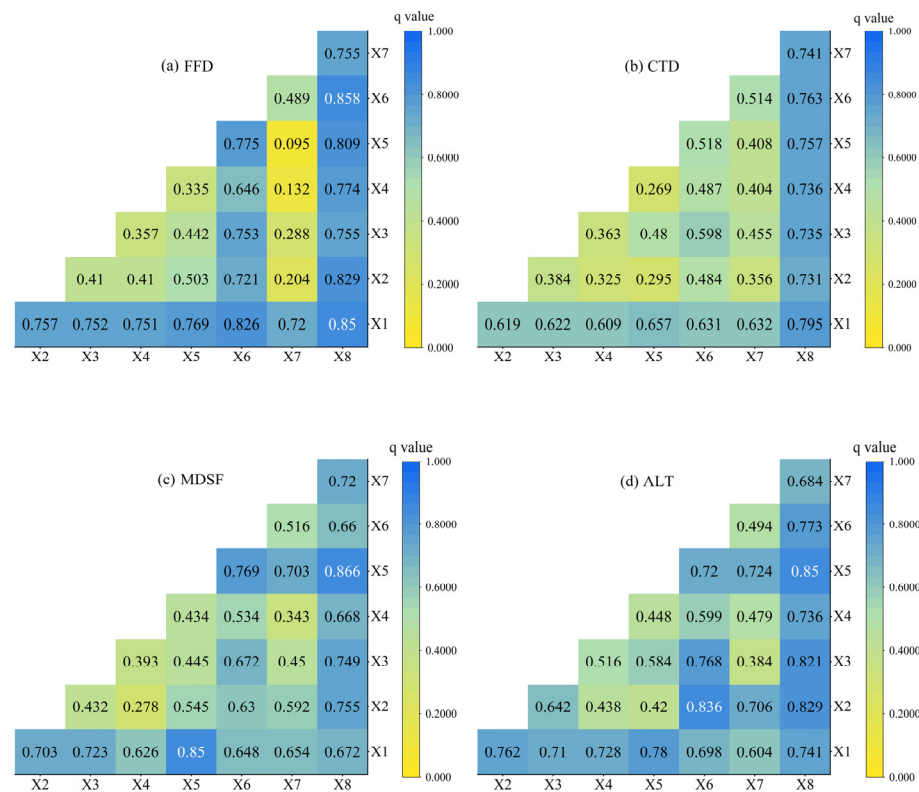 q value
1.000
0.8000
0.6000
0.4000
0.2000
0.000
(a) FFD
0.755 X7
0.489 0.858 X6
0.775 0.095 0.809 X5
0.335 0.646 0.132 0.774 X4
0.357 0.442 0.753 0.288 0.755 X3
0.41 0.41 0.503 0.721 0.204 0.829 X2
0.757 0.752 0.751 0.769 0.826 0.72 0.85 X1
X2 X3 X4 X5 X6 X7 X8
q value
1.000
0.8000
0.6000
0.4000
0.2000
0.000
(b) CTD
0.741 X7
0.514 0.763 X6
0.518 0.408 0.757 X5
0.269 0.487 0.404 0.736 X4
0.363 0.48 0.598 0.455 0.735 X3
0.384 0.325 0.295 0.484 0.356 0.731 X2
0.619 0.622 0.609 0.657 0.631 0.632 0.795 X1
X2 X3 X4 X5 X6 X7 X8
q value
1.000
0.8000
0.6000
0.4000
0.2000
0.000
(c) MDSF
0.72 X7
0.516 0.66 X6
0.769 0.703 0.866 X5
0.434 0.534 0.343 0.668 X4
0.393 0.445 0.672 0.45 0.749 X3
0.432 0.278 0.545 0.63 0.592 0.755 X2
0.703 0.723 0.626 0.85 0.648 0.654 0.672 X1
X2 X3 X4 X5 X6 X7 X8
q value
1.000
0.8000
0.6000
0.4000
0.2000
0.000
(d) ALT
0.684 X7
0.494 0.773 X6
0.72 0.724 0.85 X5
0.448 0.599 0.479 0.736 X4
0.516 0.584 0.768 0.384 0.821 X3
0.642 0.438 0.42 0.836 0.706 0.829 X2
0.762 0.71 0.728 0.78 0.698 0.604 0.741 X1
X2 X3 X4 X5 X6 X7 X8